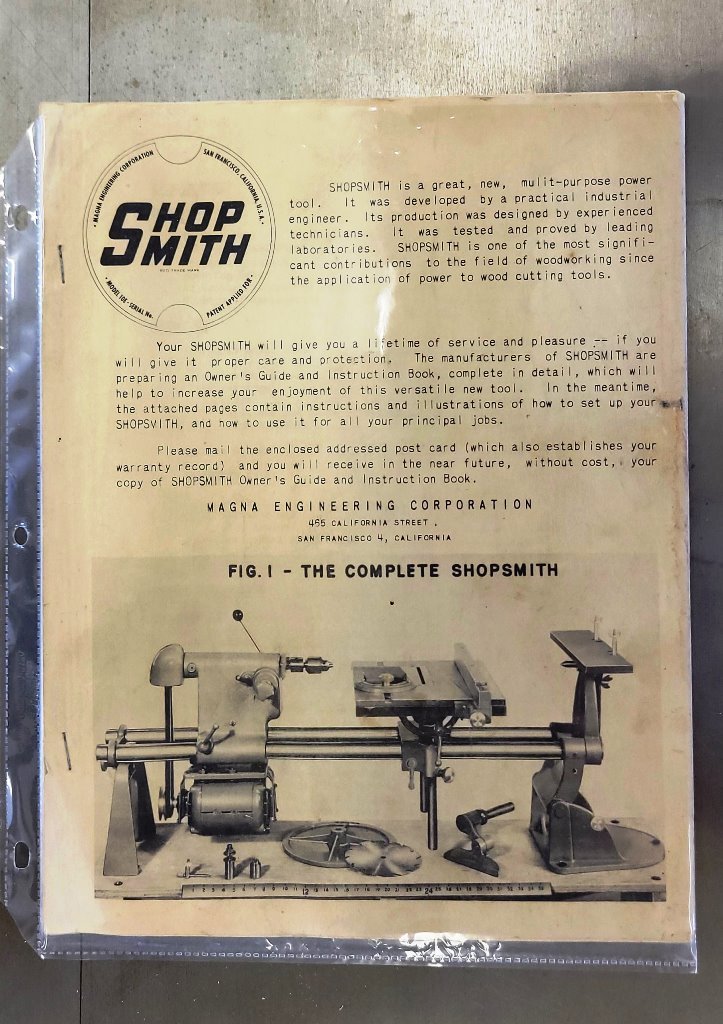 • MAGNA ENGINEERING CORPORATION
SAN FRANCISCO, CALIFORNIA, U.S.A. •
SHOP
SMITH
REG. TRADE MARK
• MODEL 10E - SERIAL No.
PATENT APPLIED FOR •
SHOPSMITH is a great, new, mulit-purpose power
tool. It was developed by a practical industrial
engineer. Its production was designed by experienced
technicians. It was tested and proved by leading
laboratories. SHOPSMITH is one of the most signifi-
cant contributions to the field of woodworking since
the application of power to wood cutting tools.
Your SHOPSMITH will give you a lifetime of service and pleasure -- if you
will give it proper care and protection. The manufacturers of SHOPSMITH are
preparing an Owner's Guide and Instruction Book, complete in detail, which will
help to increase your enjoyment of this versatile new tool. In the meantime,
the attached pages contain instructions and illustrations of how to set up your
SHOPSMITH, and how to use it for all your principal jobs.
Please mail the enclosed addressed post card (which also establishes your
warranty record) and you will receive in the near future, without cost, your
copy of SHOPSMITH Owner's Guide and Instruction Book.
MAGNA ENGINEERING CORPORATION
465 CALIFORNIA STREET,
SAN FRANCISCO 4, CALIFORNIA
FIG. I - THE COMPLETE SHOPSMITH
12 24